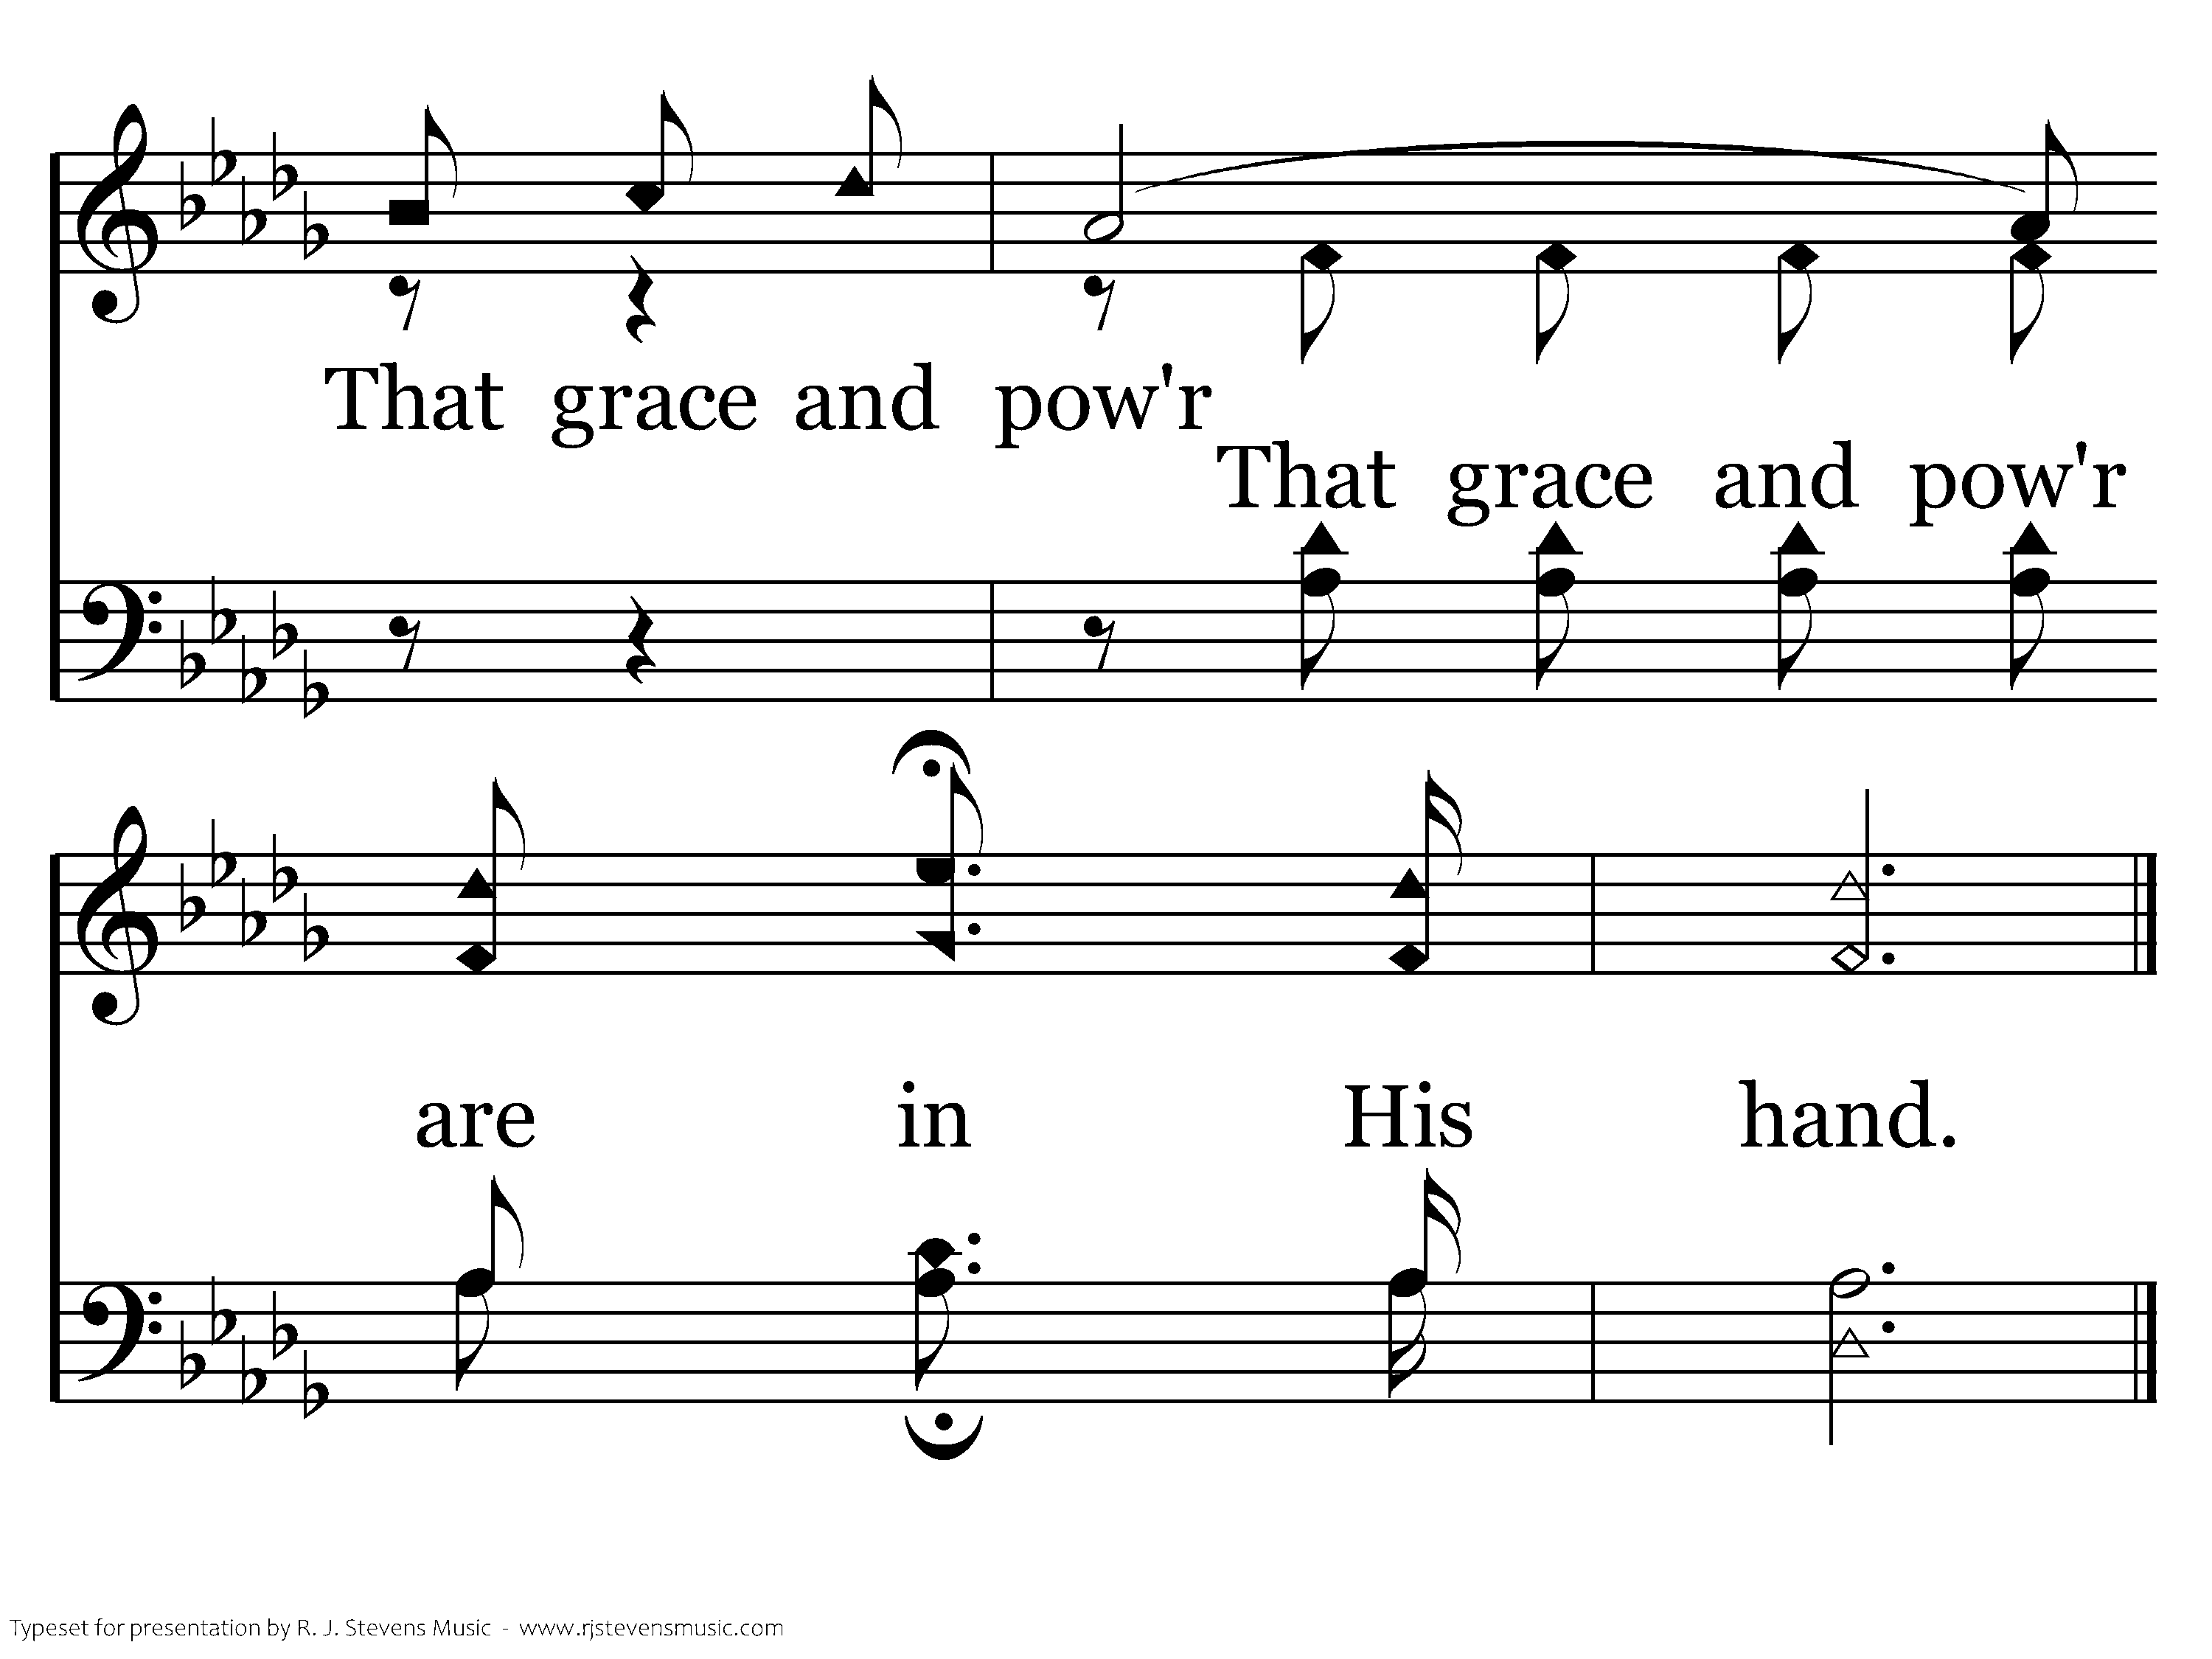 That grace and pow'r
That grace and pow'r
are in His hand.
Typeset for presentation by R. J. Stevens Music - www.rjstevensmusic.com